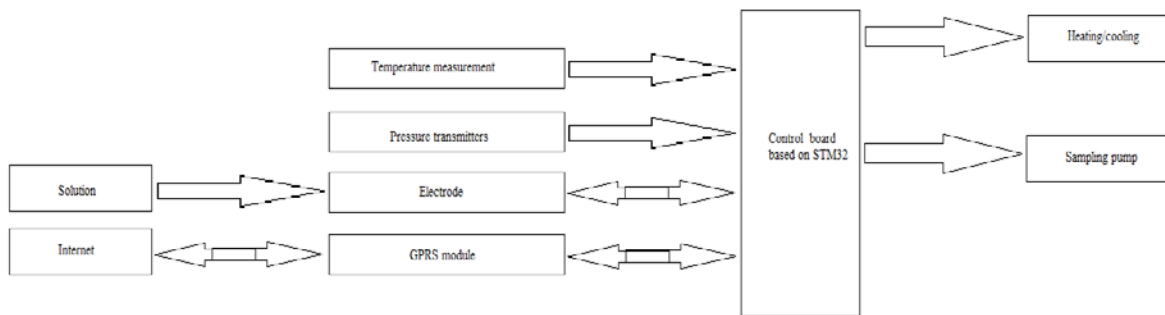 Heating/cooling
Temperature measurement
Pressure transmitters
Control board
based on STM32
Sampling pump
Solution
Electrode
Internet
GPRS module